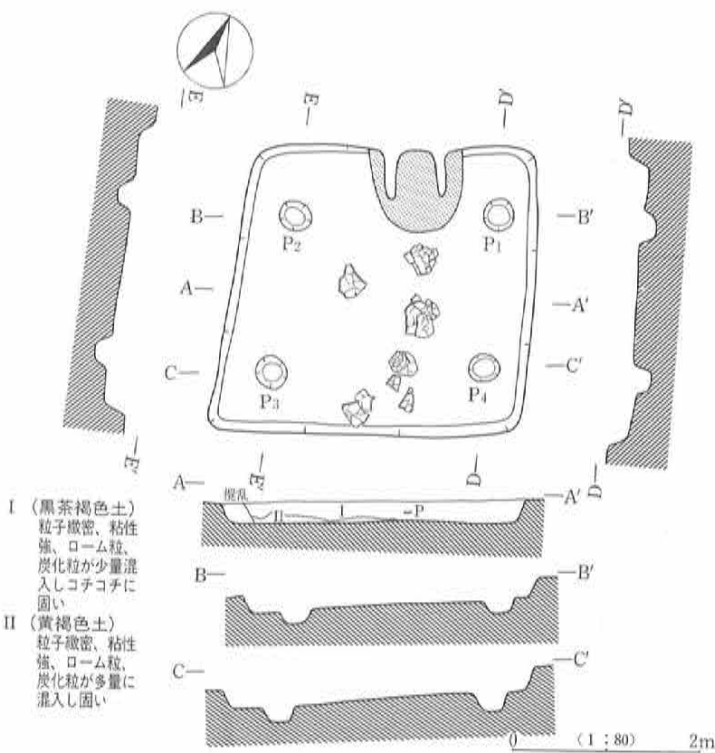 E
E
D'
D'
B
B'
P2
P1
A
A'
C
C'
P3
P4
E'
E'
D
D
A
A'
攪乱
II
I
P
B
B'
C
C'
I (黒茶褐色土)
粒子緻密、粘性
強、ローム粒、
炭化粒が少量混
入しコチコチに
固い
II (黄褐色土)
粒子緻密、粘性
強、ローム粒、
炭化粒が多量に
混入し固い
0 (1:80) 2m